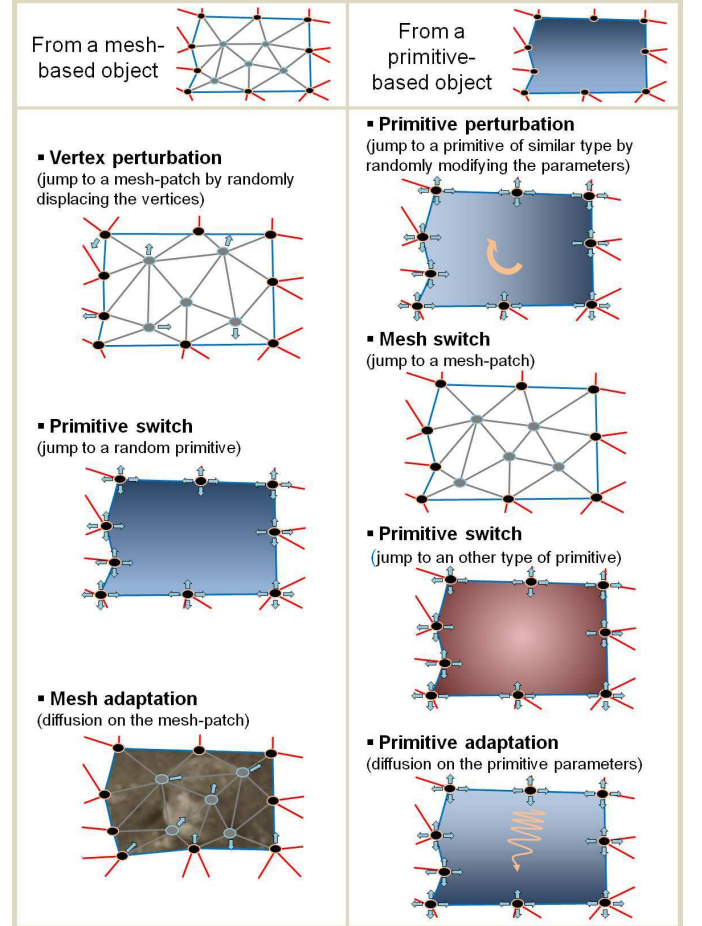 From a mesh-
based object
From a
primitive-
based object
▪ Vertex perturbation
(jump to a mesh-patch by randomly
displacing the vertices)
▪ Primitive switch
(jump to a random primitive)
▪ Mesh adaptation
(diffusion on the mesh-patch)
▪ Primitive perturbation
(jump to a primitive of similar type by
randomly modifying the parameters)
▪ Mesh switch
(jump to a mesh-patch)
▪ Primitive switch
(jump to an other type of primitive)
▪ Primitive adaptation
(diffusion on the primitive parameters)